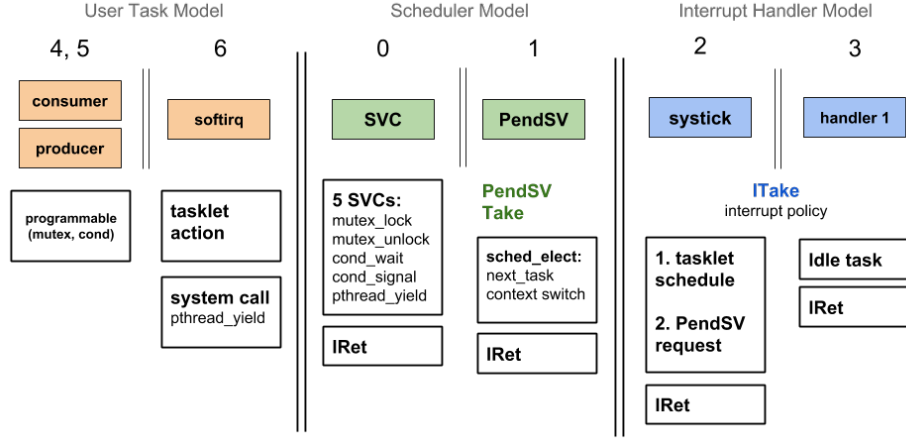 User Task Model
Scheduler Model
Interrupt Handler Model
4, 5
6
0
1
2
3
consumer
producer
softirq
SVC
PendSV
systick
handler 1
programmable
(mutex, cond)
tasklet
action
system call
pthread_yield
5 SVCs:
mutex_lock
mutex_unlock
cond_wait
cond_signal
pthread_yield
IRet
PendSV
Take
sched_elect:
next_task
context switch
IRet
ITake
interrupt policy
1. tasklet
schedule
2. PendSV
request
IRet
Idle task
IRet